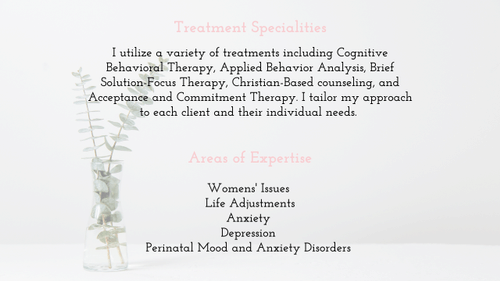 Treatment Specialities
I utilize a variety of treatments including Cognitive
Behavioral Therapy, Applied Behavior Analysis, Brief
Solution-Focus Therapy, Christian-Based counseling, and
Acceptance and Commitment Therapy. I tailor my approach
to each client and their individual needs.
Areas of Expertise
Womens' Issues
Life Adjustments
Anxiety
Depression
Perinatal Mood and Anxiety Disorders